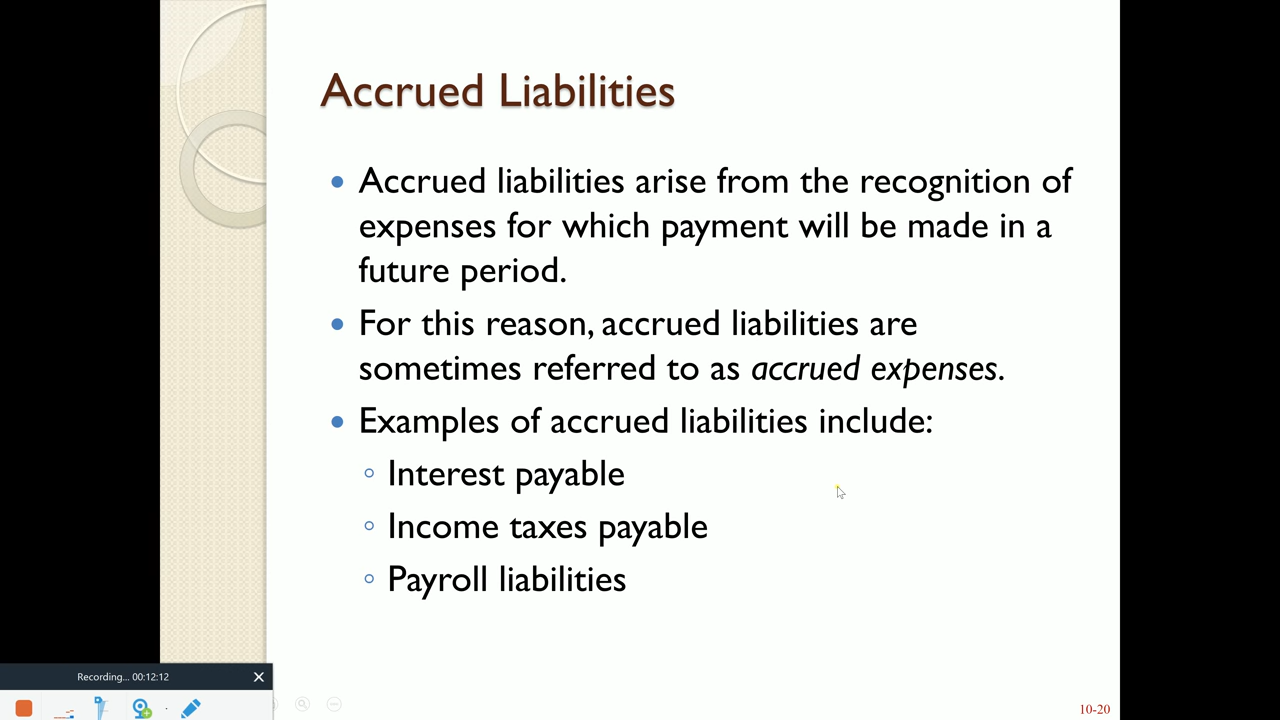 Accrued Liabilities
• Accrued liabilities arise from the recognition of
expenses for which payment will be made in a
future period.
• For this reason, accrued liabilities are
sometimes referred to as accrued expenses.
• Examples of accrued liabilities include:
◦ Interest payable
◦ Income taxes payable
◦ Payroll liabilities
Recording... 00:12:12
10-20